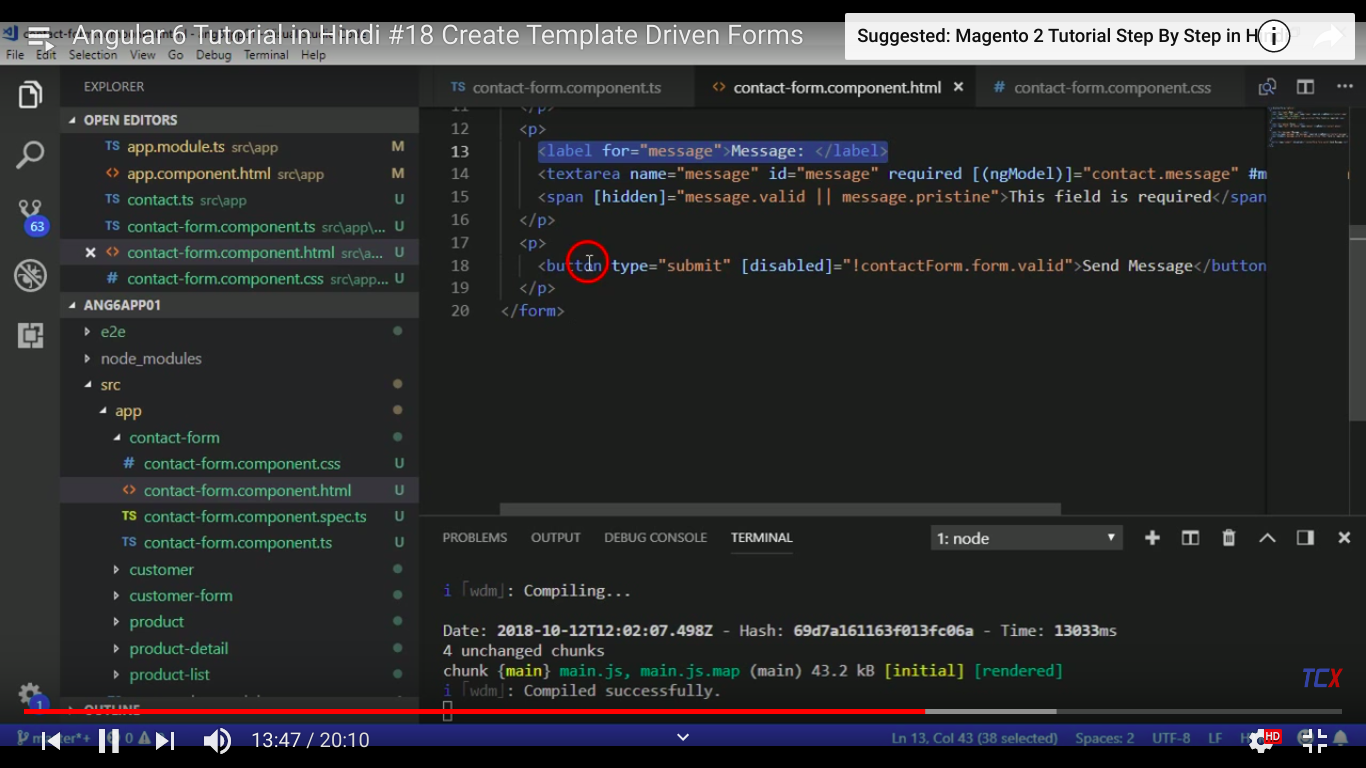 Angular 6 Tutorial in Hindi #18 Create Template Driven Forms
Suggested: Magento 2 Tutorial Step By Step in H
File Edit Selection View Go Debug Terminal Help
EXPLORER
OPEN EDITORS
TS app.module.ts src\app M
<> app.component.html src\app M
TS contact.ts src\app U
TS contact-form.component.ts src\app\... U
× <> contact-form.component.html src\a... U
# contact-form.component.css src\app... U
63
ANG6APP01
e2e
node_modules
src
app
contact-form
# contact-form.component.css U
<> contact-form.component.html U
TS contact-form.component.spec.ts U
TS contact-form.component.ts U
customer
customer-form
product
product-detail
product-list
OUTLINE
1
TS contact-form.component.ts <> contact-form.component.html × # contact-form.component.css ...
11 </p>
12 <p>
13 <label for="message">Message: </label>
14 <textarea name="message" id="message" required [(ngModel)]="contact.message" #m
15 <span [hidden]="message.valid || message.pristine">This field is required</span
16 </p>
17 <p>
18 <button type="submit" [disabled]="!contactForm.form.valid">Send Message</button
19 </p>
20 </form>
PROBLEMS OUTPUT DEBUG CONSOLE TERMINAL 1: node
i ｢wdm｣: Compiling...
Date: 2018-10-12T12:02:07.498Z - Hash: 69d7a161163f013fc06a - Time: 13033ms
4 unchanged chunks
chunk {main} main.js, main.js.map (main) 43.2 kB [initial] [rendered]
i ｢wdm｣: Compiled successfully.
TCX
13:47 / 20:10
Ln 13, Col 43 (38 selected) Spaces: 2 UTF-8 LF
HD